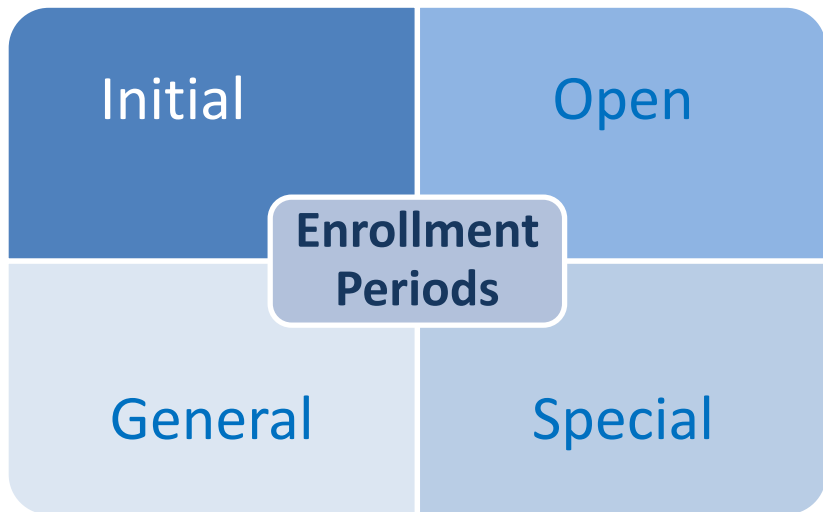 Initial
Open
Enrollment
Periods
General
Special